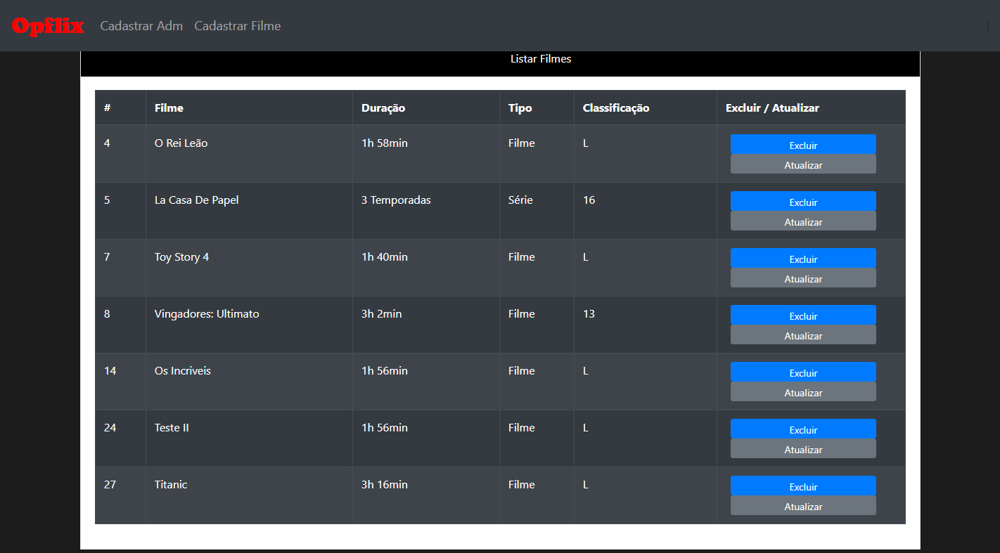 Opflix Cadastrar Adm Cadastrar Filme }
Listar Filmes
# Filme Duração Tipo Classificação Excluir / Atualizar
4 O Rei Leão 1h 58min Filme L Excluir
Atualizar
5 La Casa De Papel 3 Temporadas Série 16 Excluir
Atualizar
7 Toy Story 4 1h 40min Filme L Excluir
Atualizar
8 Vingadores: Ultimato 3h 2min Filme 13 Excluir
Atualizar
14 Os Incriveis 1h 56min Filme L Excluir
Atualizar
24 Teste II 1h 56min Filme L Excluir
Atualizar
27 Titanic 3h 16min Filme L Excluir
Atualizar